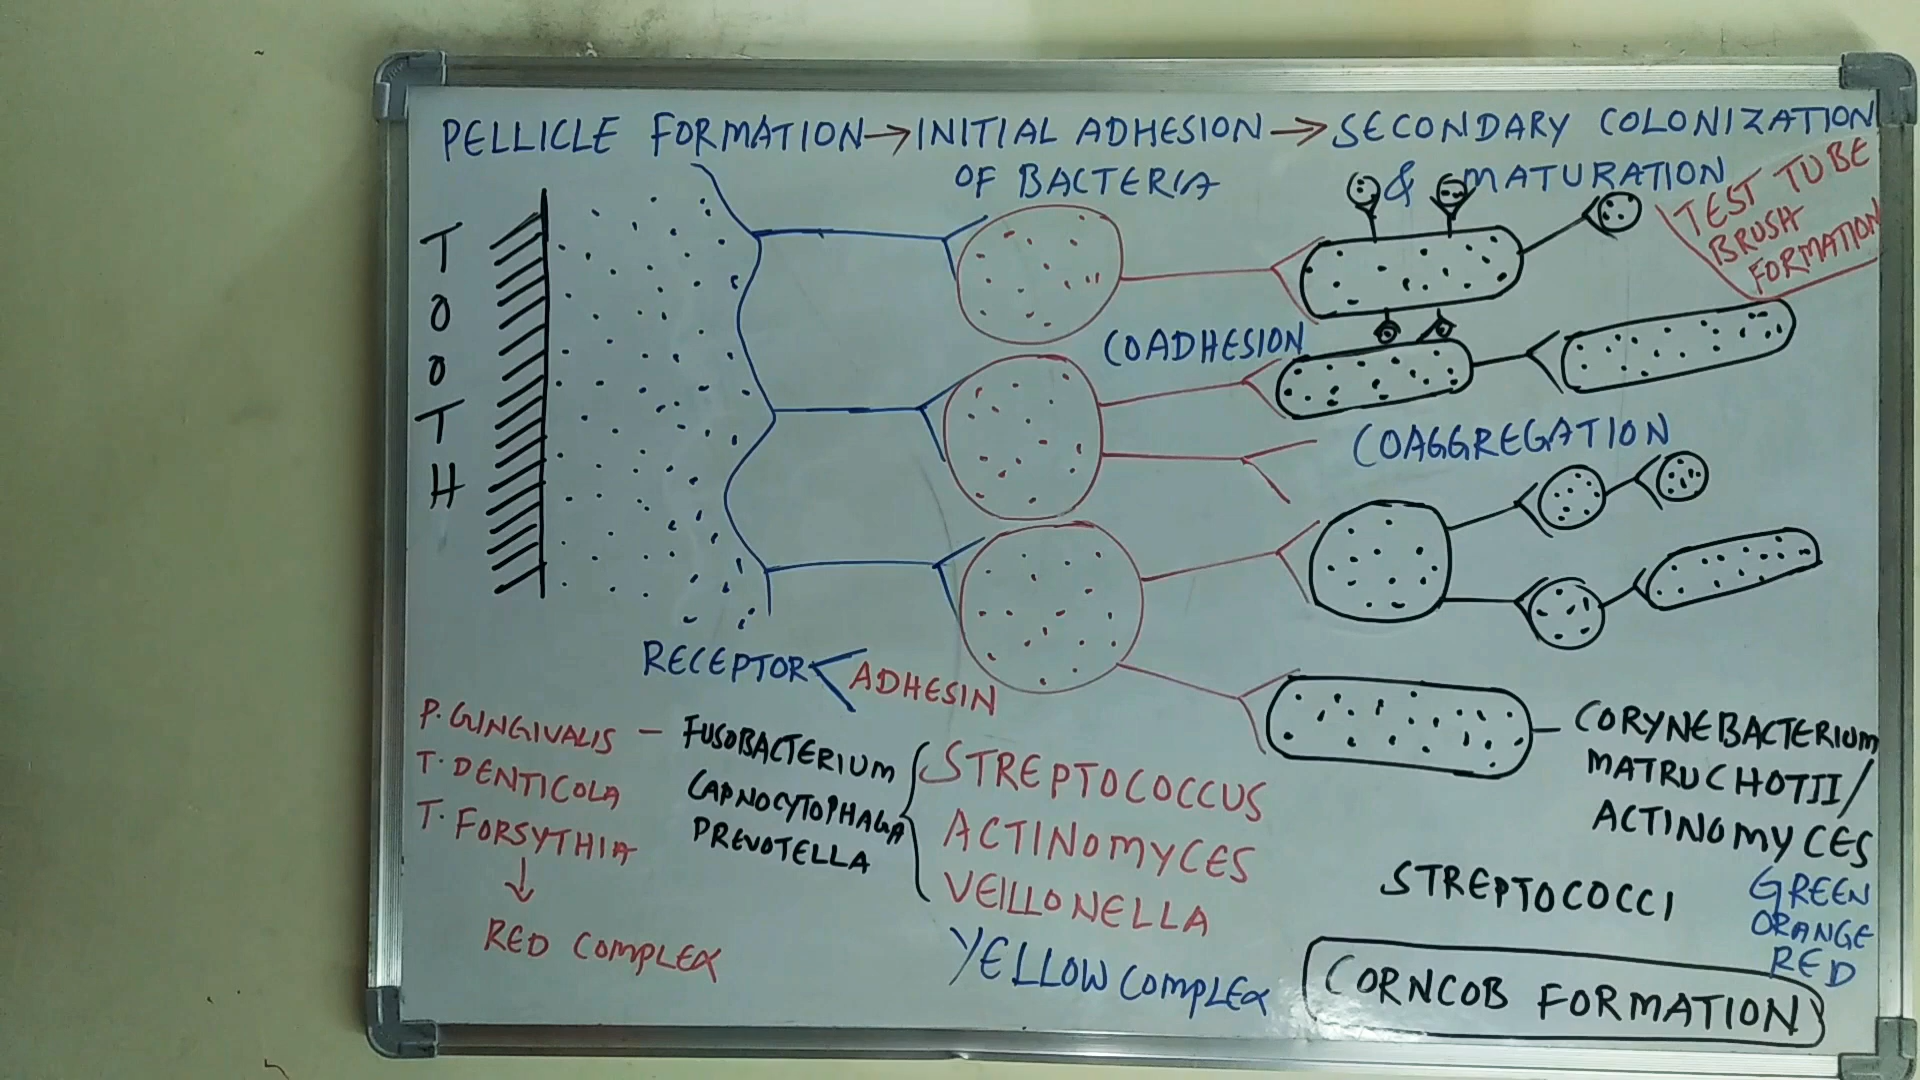 PELLICLE FORMATION → INITIAL ADHESION → SECONDARY COLONIZATION
OF BACTERIA
& MATURATION
TEST TUBE
BRUSH
FORMATION
T
O
O
T
H
COADHESION
COAGGREGATION
RECEPTOR < ADHESIN
P. GINGIVALIS –
T. DENTICOLA
T. FORSYTHIA
↓
RED COMPLEX
FUSOBACTERIUM
CAPNOCYTOPHAGA
PREVOTELLA
STREPTOCOCCUS
ACTINOMYCES
VEILLONELLA
YELLOW COMPLEX
CORYNEBACTERIUM
MATRUCHOTII/
ACTINOMYCES
STREPTOCOCCI
GREEN
ORANGE
RED
CORNCOB FORMATION